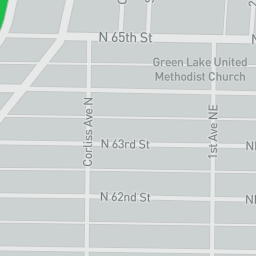 N 65th St
Green Lake United
Methodist Church
Corliss Ave N
1st Ave NE
N 63rd St
N 62nd St